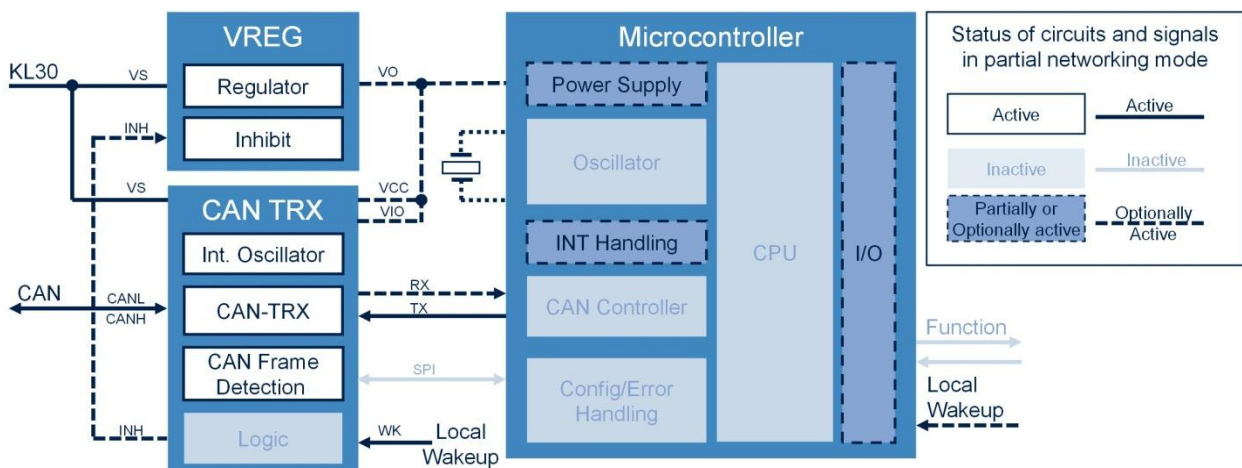 VREG
KL30
VS
Regulator
VO
INH
Inhibit
VS
VCC
CAN TRX
VIO
Int. Oscillator
CAN
CANL
CANH
CAN-TRX
RX
TX
CAN Frame
Detection
SPI
INH
Logic
WK
Local
Wakeup
Microcontroller
Power Supply
Oscillator
INT Handling
CAN Controller
Config/Error
Handling
CPU
I/O
Function
Local
Wakeup
Status of circuits and signals
in partial networking mode
Active
Active
Inactive
Inactive
Partially or
Optionally active
Optionally
Active